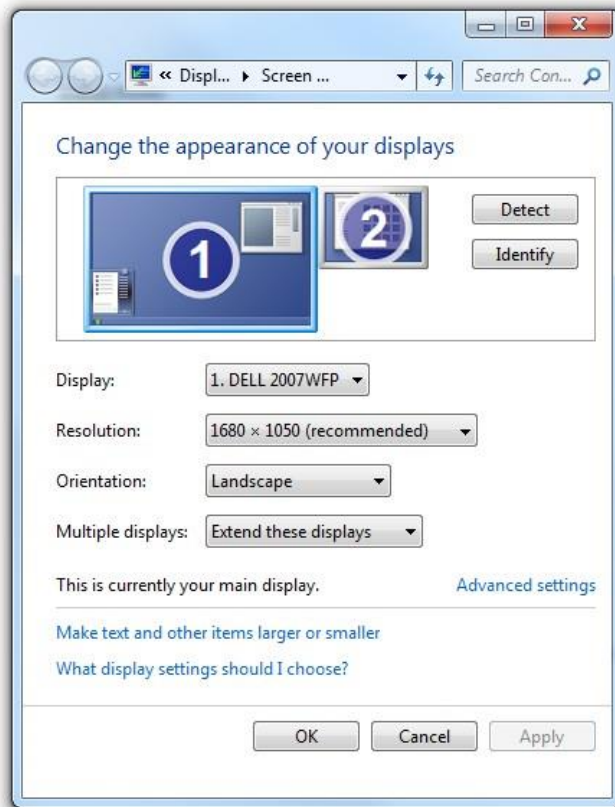 « Displ... Screen ... Search Con...
Change the appearance of your displays
1 2
Detect
Identify
Display: 1. DELL 2007WFP
Resolution: 1680 × 1050 (recommended)
Orientation: Landscape
Multiple displays: Extend these displays
This is currently your main display. Advanced settings
Make text and other items larger or smaller
What display settings should I choose?
OK Cancel Apply